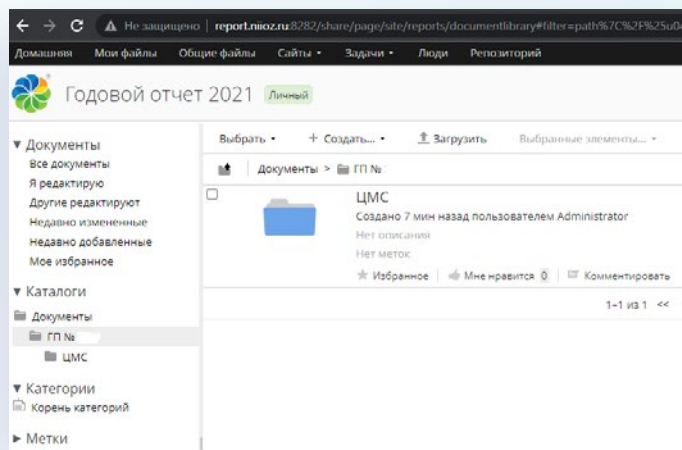 Не защищено | report.niioz.ru:8282/share/page/site/reports/documentlibrary#filter=path%7C%2F%25u04
Домашняя Мои файлы Общие файлы Сайты Задачи Люди Репозиторий
Годовой отчет 2021 Личный
Документы
Все документы
Я редактирую
Другие редактируют
Недавно измененные
Недавно добавленные
Мое избранное
Каталоги
Документы
ГП №
ЦМС
Категории
Корень категорий
Метки
Выбрать + Создать... Загрузить Выбранные элементы...
Документы > ГП №
ЦМС
Создано 7 мин назад пользователем Administrator
Нет описания
Нет меток
Избранное Мне нравится 0 Комментировать
1-1 из 1 <<